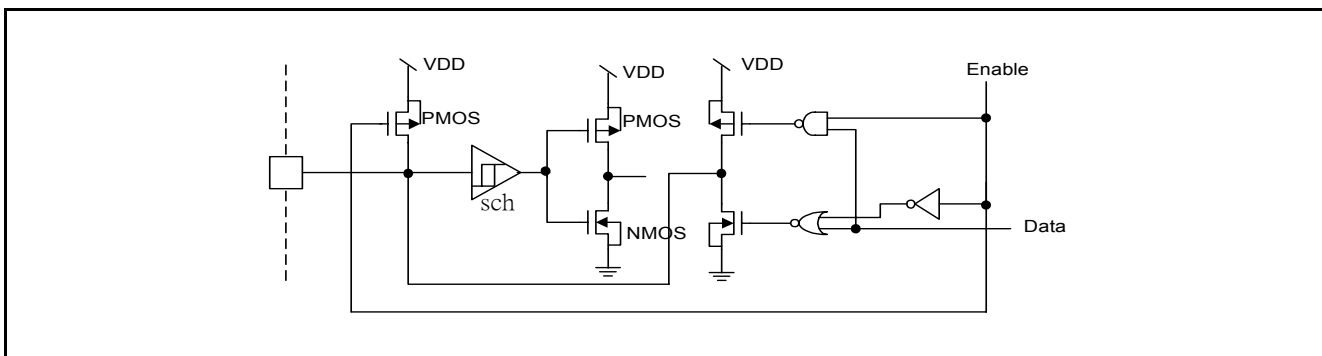 VDD
VDD
VDD
Enable
PMOS
PMOS
sch
NMOS
Data